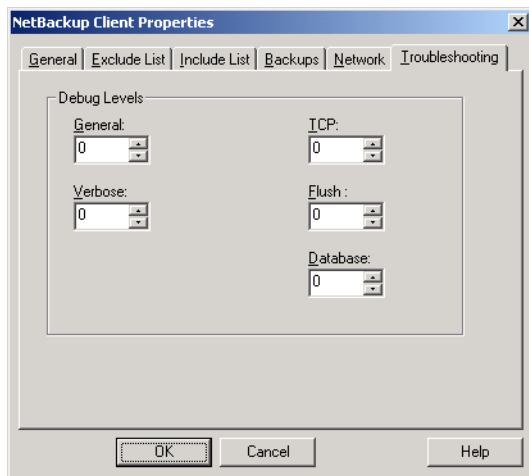 NetBackup Client Properties
General Exclude List Include List Backups Network Troubleshooting
Debug Levels
General: TCP:
0 0
Verbose: Flush :
0 0
Database:
0
OK Cancel Help